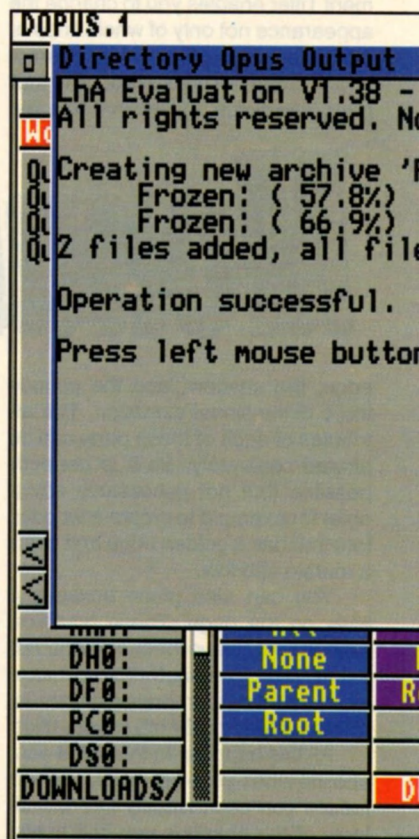 DOPUS.1
Directory Opus Output
LhA Evaluation V1.38 -
All rights reserved. No
Creating new archive '
Frozen: ( 57.8%)
Frozen: ( 66.9%)
2 files added, all file
Operation successful.
Press left mouse button
DH0:
None
DF0:
Parent
R
PC0:
Root
DS0:
DOWNLOADS/
D